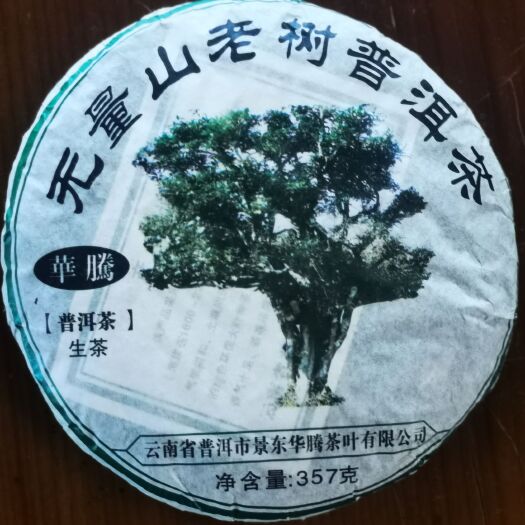 无量山老树普洱茶
華騰
【普洱茶】
生茶
云南省普洱市景东华腾茶叶有限公司
净含量:357克